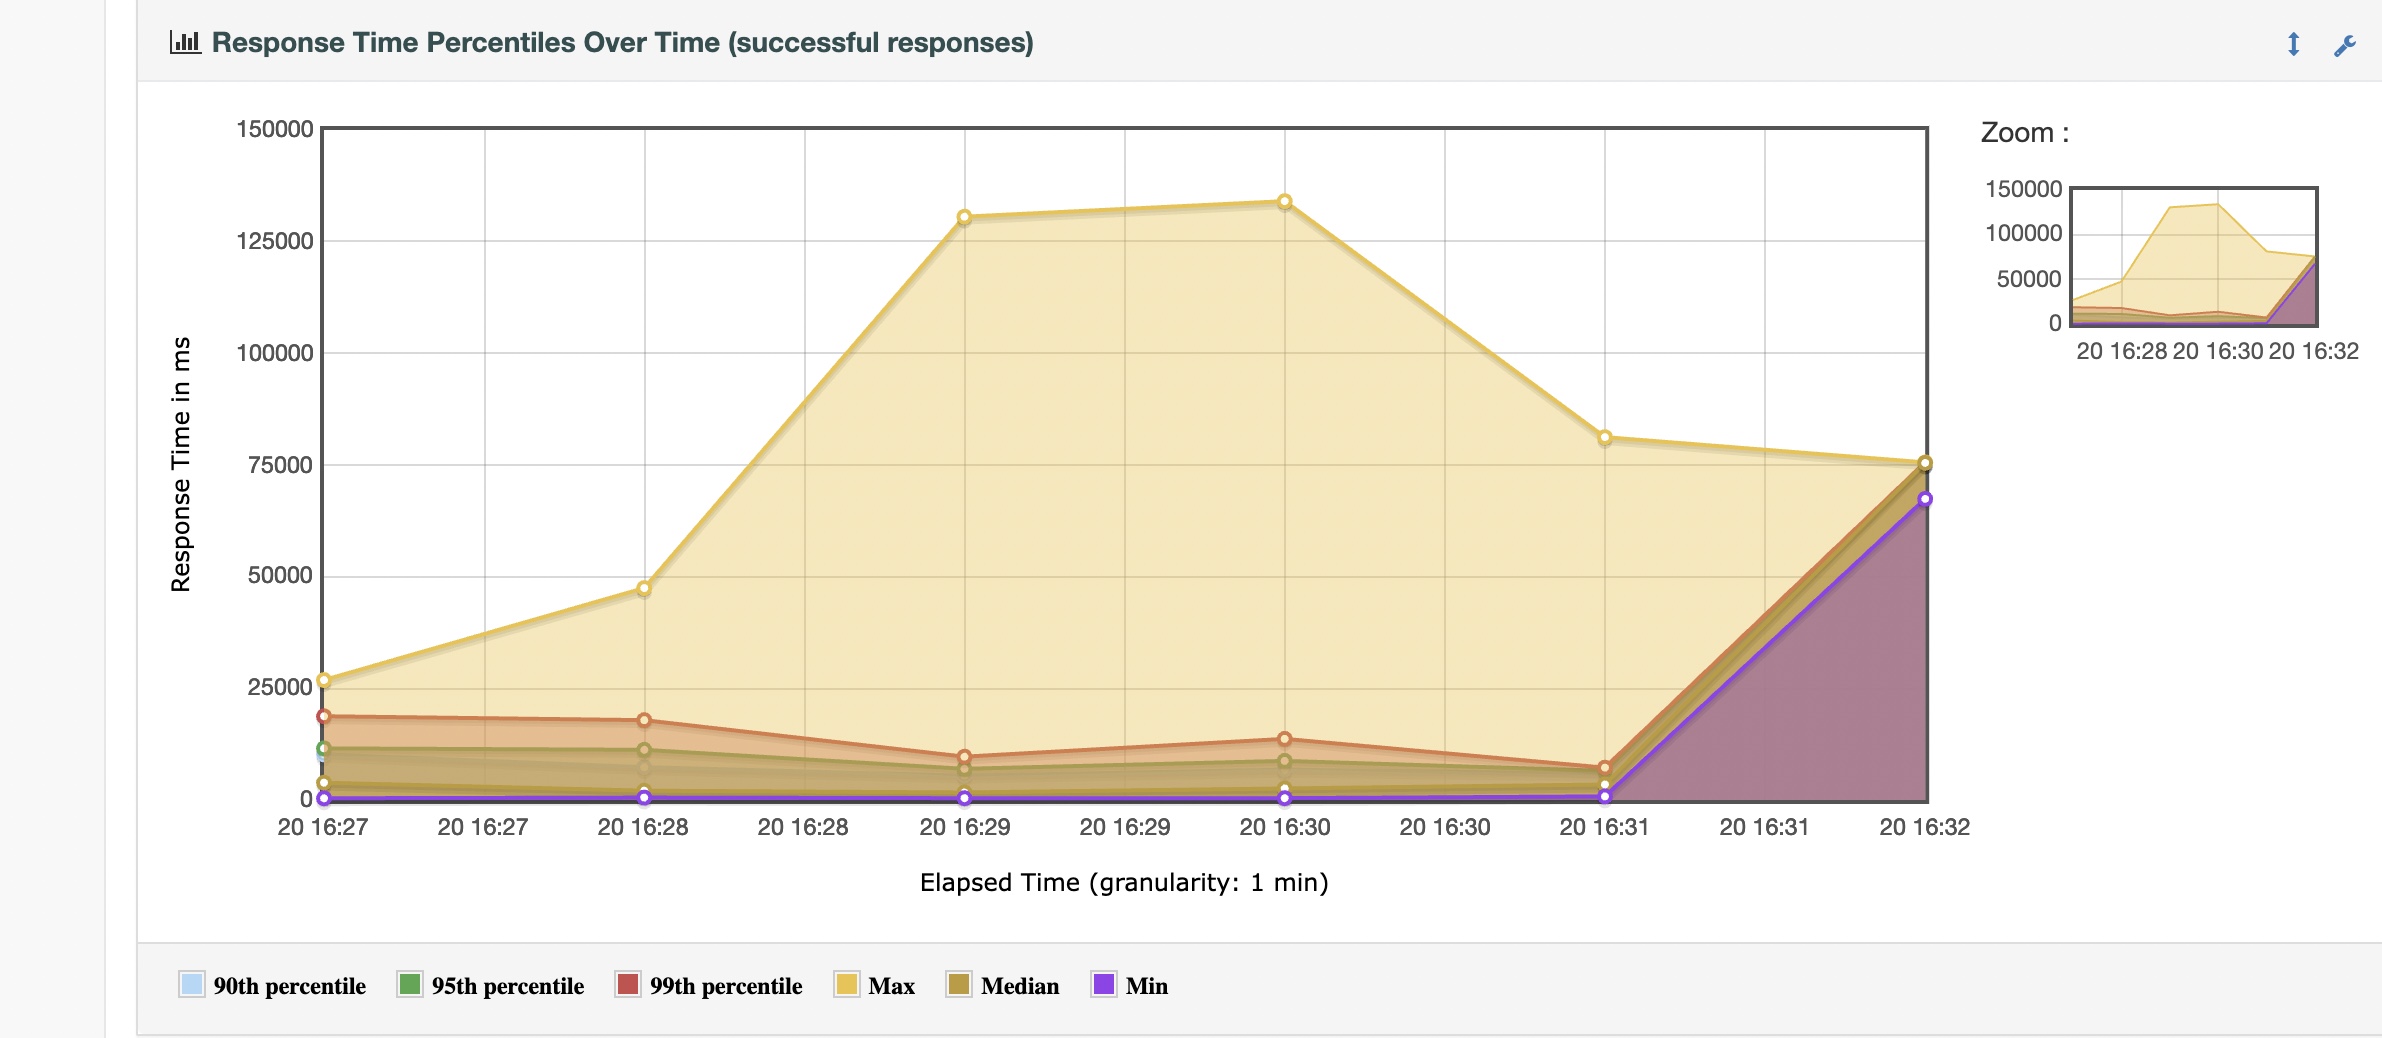 Response Time Percentiles Over Time (successful responses)
150000
125000
100000
75000
50000
25000
0
Response Time in ms
20 16:27 20 16:27 20 16:28 20 16:28 20 16:29 20 16:29 20 16:30 20 16:30 20 16:31 20 16:31 20 16:32
Elapsed Time (granularity: 1 min)
Zoom :
150000
100000
50000
0
20 16:28 20 16:30 20 16:32
90th percentile 95th percentile 99th percentile Max Median Min